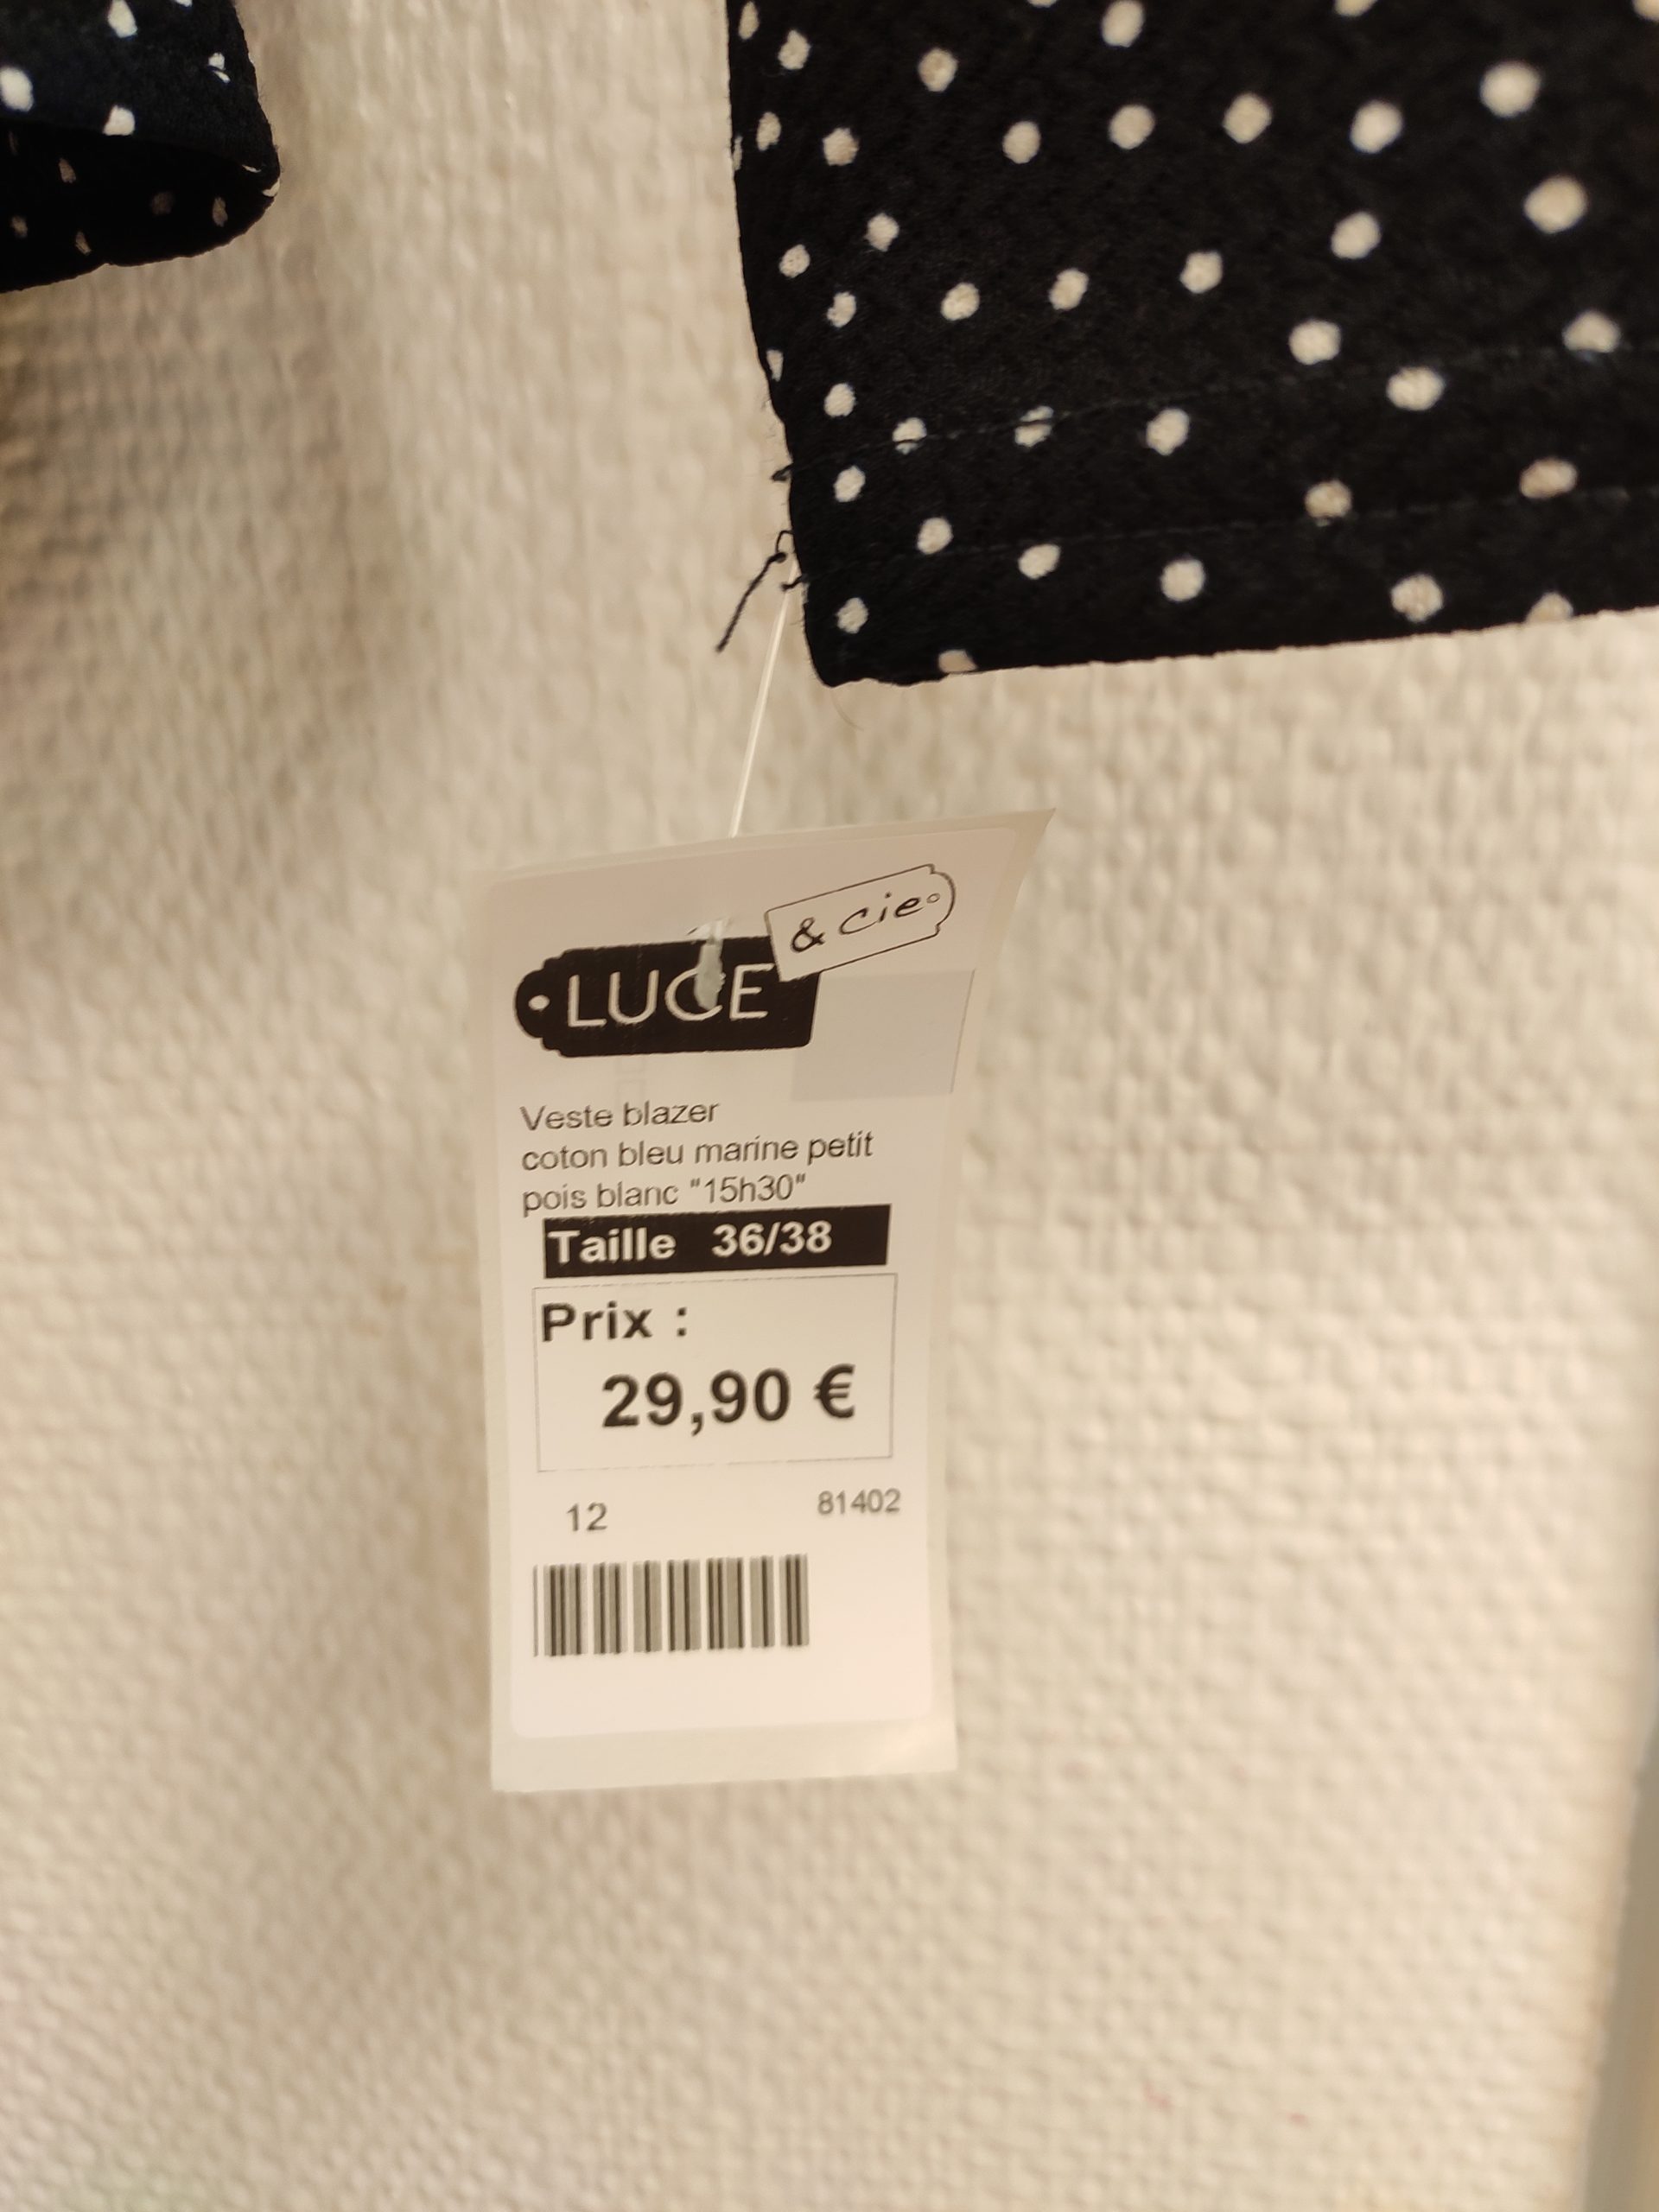 & cie
LUCE
Veste blazer
coton bleu marine petit
pois blanc "15h30"
Taille 36/38
Prix :
29,90 €
12 81402